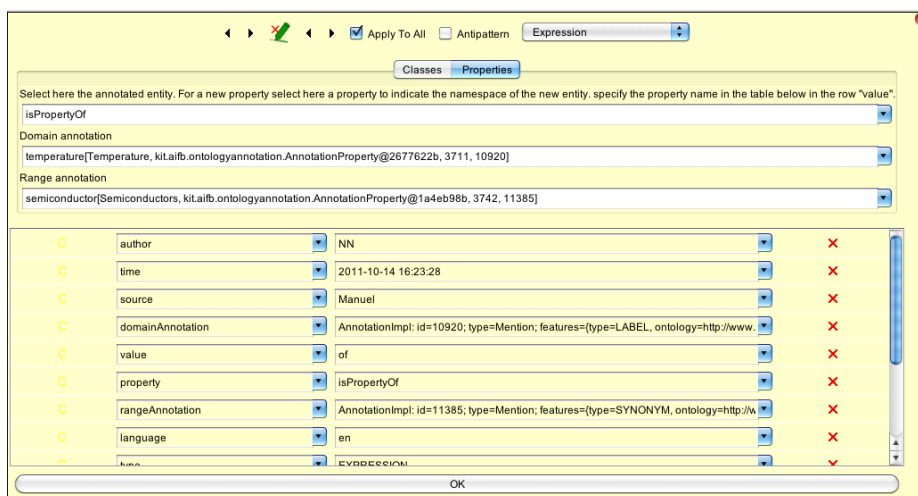 Apply To All Antipattern Expression
Classes Properties
Select here the annotated entity. For a new property select here a property to indicate the namespace of the new entity. specify the property name in the table below in the row "value".
isPropertyOf
Domain annotation
temperature[Temperature, kit.aifb.ontologyannotation.AnnotationProperty@2677622b, 3711, 10920]
Range annotation
semiconductor[Semiconductors, kit.aifb.ontologyannotation.AnnotationProperty@1a4eb98b, 3742, 11385]
C author NN
C time 2011-10-14 16:23:28
C source Manuel
C domainAnnotation AnnotationImpl: id=10920; type=Mention; features={type=LABEL, ontology=http://www.
C value of
C property isPropertyOf
C rangeAnnotation AnnotationImpl: id=11385; type=Mention; features={type=SYNONYM, ontology=http://w
C language en
C type EXPRESSION
OK